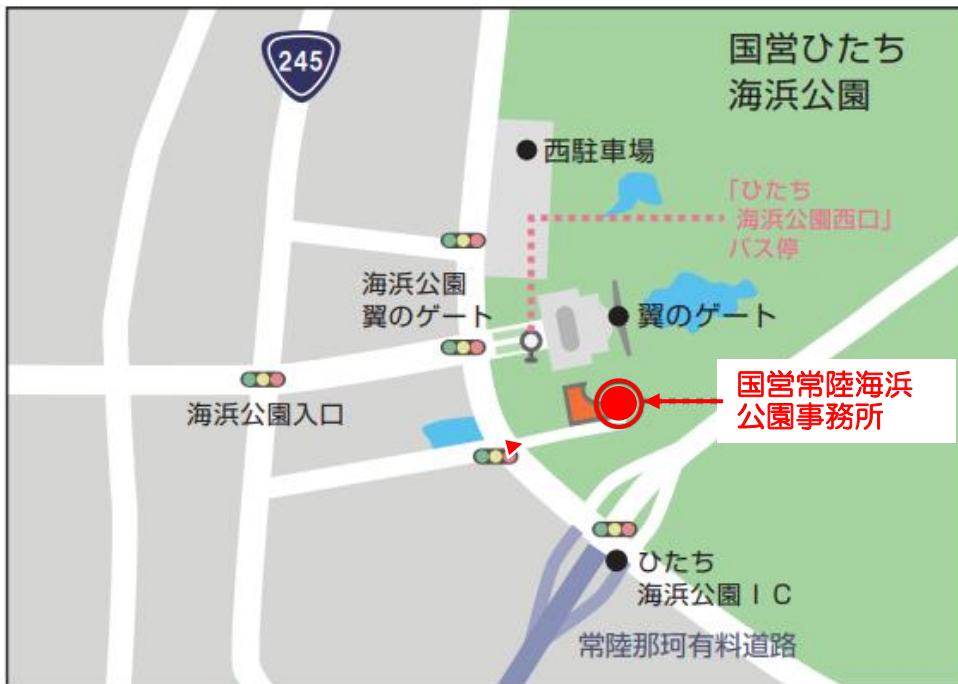 245
国営ひたち
海浜公園
西駐車場
「ひたち
海浜公園西口」
バス停
海浜公園
翼のゲート
翼のゲート
国営常陸海浜
公園事務所
海浜公園入口
ひたち
海浜公園IC
常陸那珂有料道路